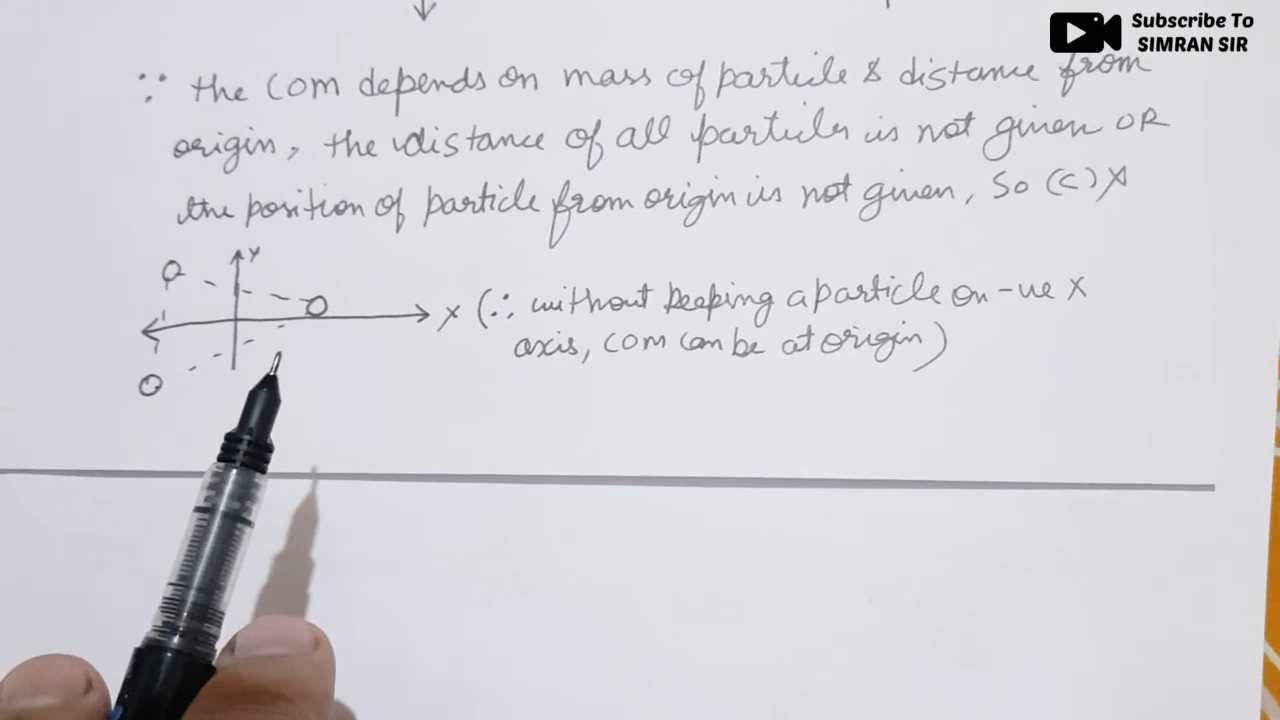 Subscribe To
SIMRAN SIR
∵ the COM depends on mass of particle & distance from
origin, the distance of all particles is not given OR
the position of particle from origin is not given, So (C) X
Y
X (∵ without keeping a particle on -ve X
axis, COM can be at origin)